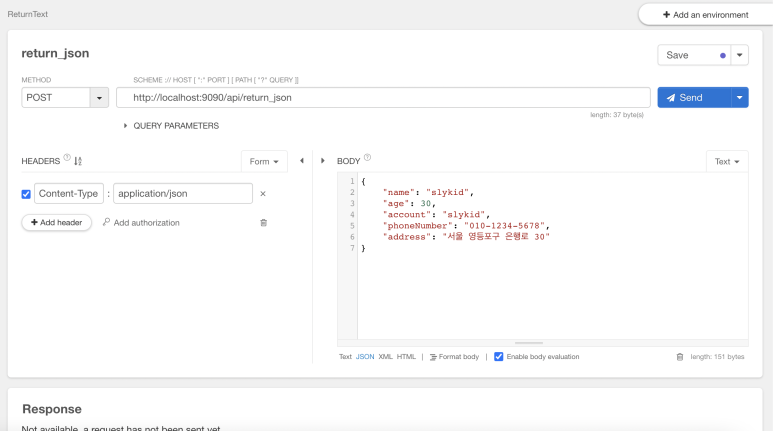 ReturnText
+ Add an environment
return_json
Save
METHOD
SCHEME :// HOST [ ":" PORT ] [ PATH [ "?" QUERY ]]
POST
http://localhost:9090/api/return_json
Send
length: 37 byte(s)
QUERY PARAMETERS
HEADERS ?
Form
BODY ?
Text
Content-Type : application/json ×
+ Add header
Add authorization
1 {
2 "name": "slykid",
3 "age": 30,
4 "account": "slykid",
5 "phoneNumber": "010-1234-5678",
6 "address": "서울 영등포구 은행로 30"
7 }
Text JSON XML HTML | Format body | Enable body evaluation
length: 151 bytes
Response
Not available, a request has not been sent yet